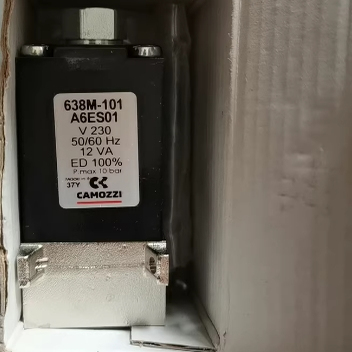 638M-101
A6ES01
V 230
50/60 Hz
12 VA
ED 100%
P max 10 bar
37Y
CAMOZZI